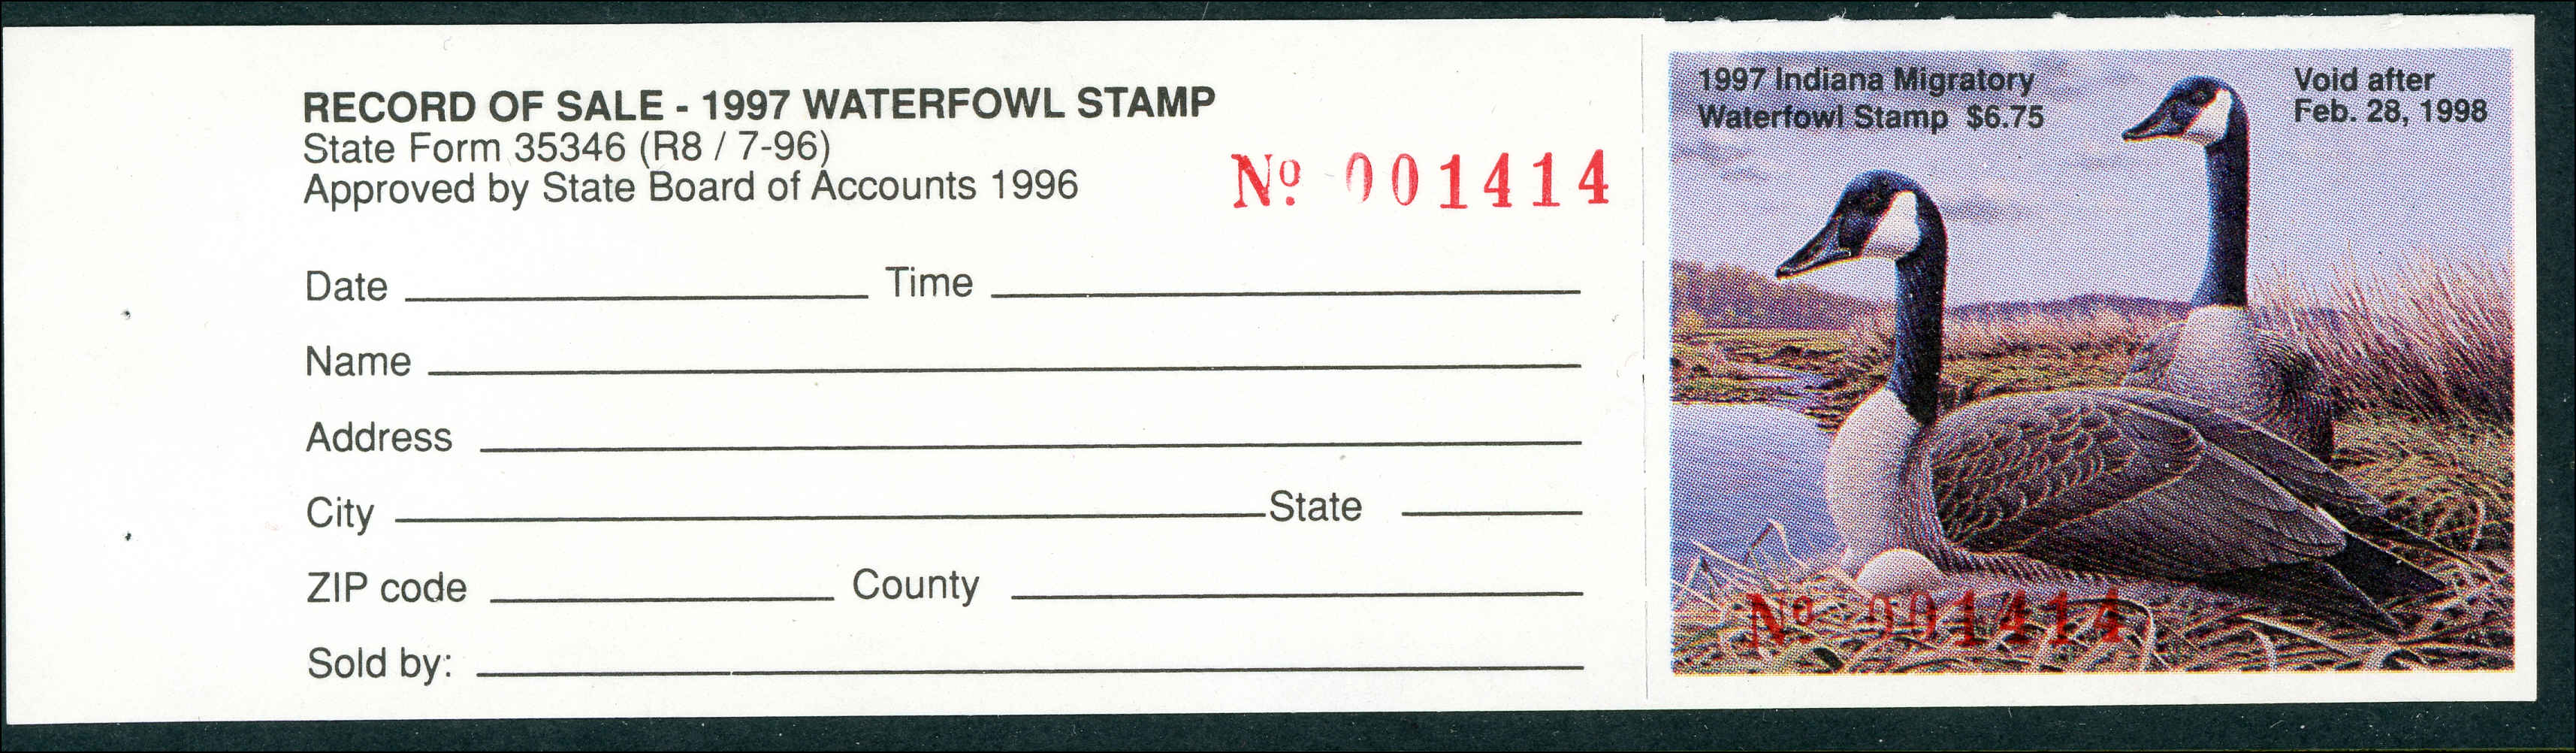 RECORD OF SALE - 1997 WATERFOWL STAMP
State Form 35346 (R8 / 7-96)
Approved by State Board of Accounts 1996
Nº 001414
Date Time
Name
Address
City State
ZIP code County
Sold by:
1997 Indiana Migratory
Waterfowl Stamp $6.75
Void after
Feb. 28, 1998
Nº 001414